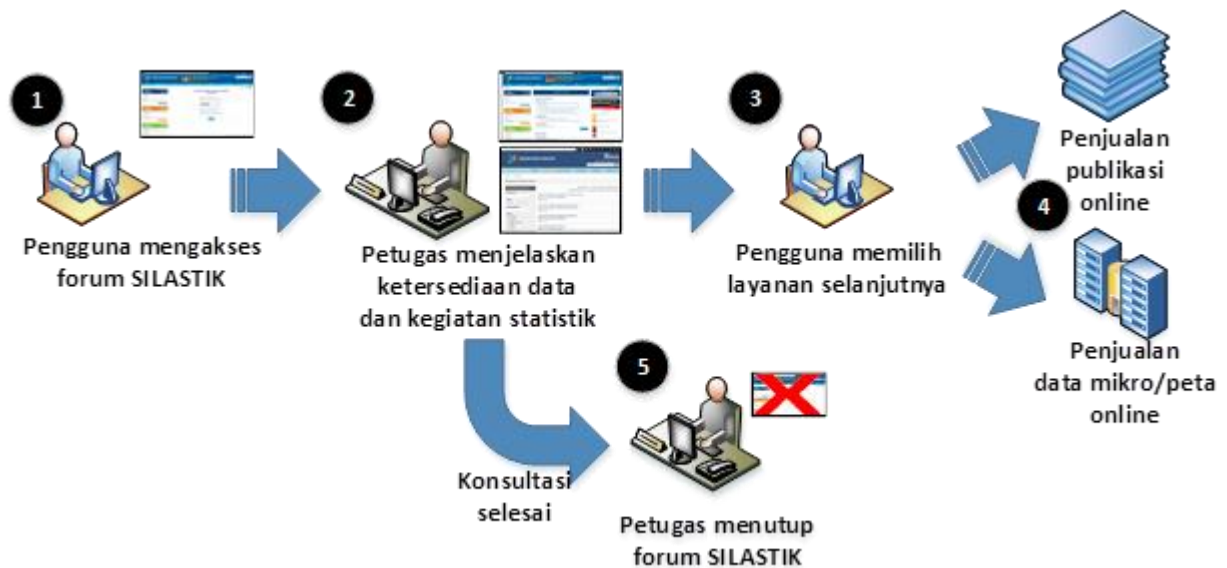 1
Pengguna mengakses
forum SILASTIK
2
Petugas menjelaskan
ketersediaan data
dan kegiatan statistik
3
Pengguna memilih
layanan selanjutnya
Penjualan
publikasi
online
4
Penjualan
data mikro/peta
online
Konsultasi
selesai
5
Petugas menutup
forum SILASTIK